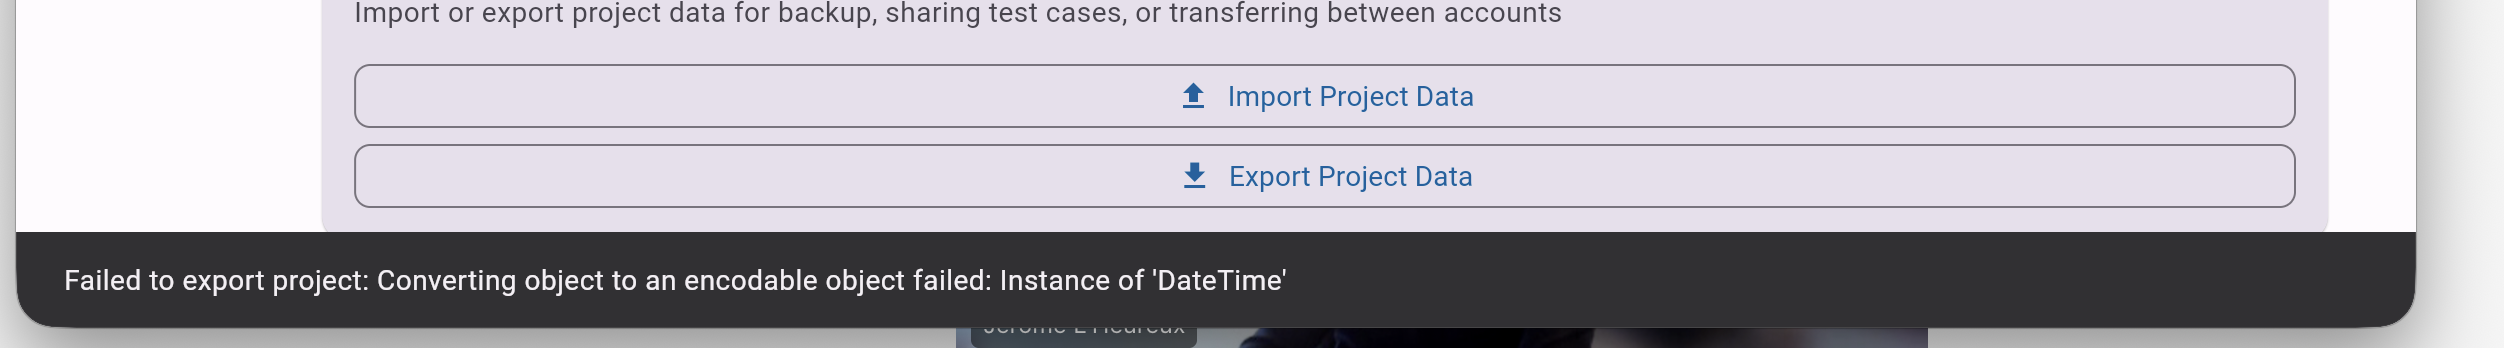 Import or export project data for backup, sharing test cases, or transferring between accounts
Import Project Data
Export Project Data
Failed to export project: Converting object to an encodable object failed: Instance of 'DateTime'